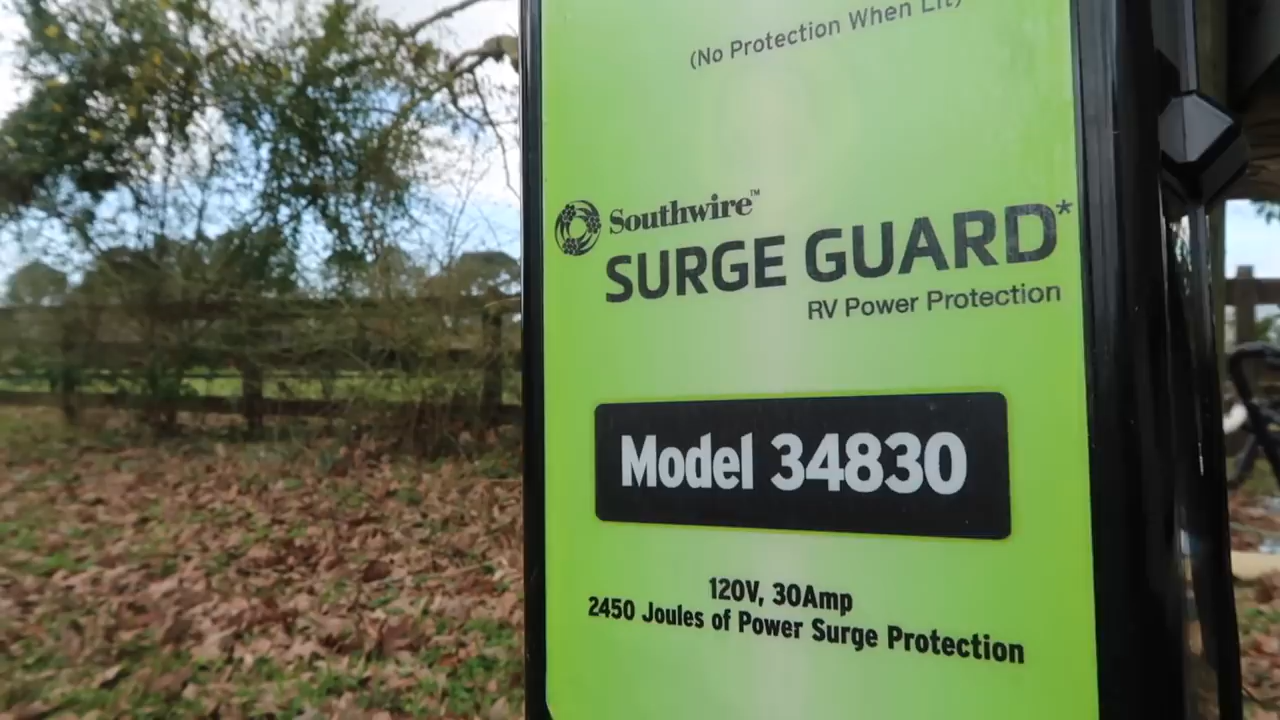 (No Protection When Lit)
Southwire™
SURGE GUARD*
RV Power Protection
Model 34830
120V, 30Amp
2450 Joules of Power Surge Protection